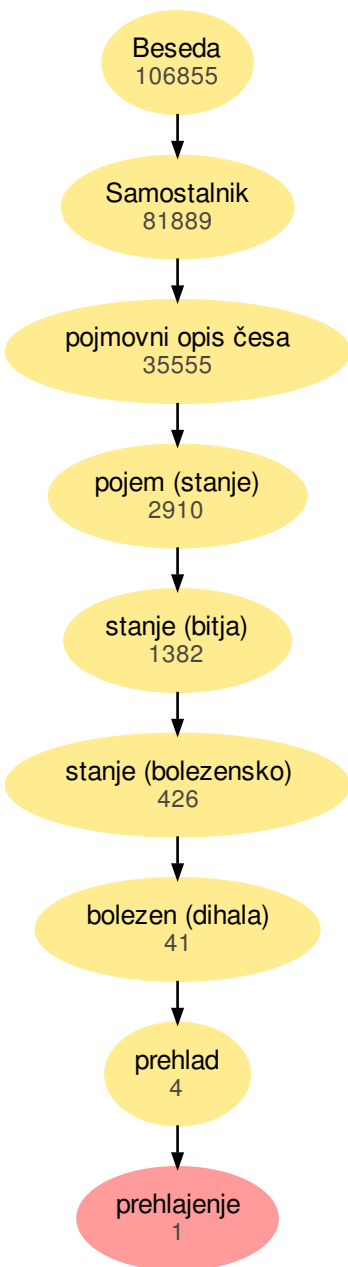 Beseda
106855
Samostalnik
81889
pojmovni opis česa
35555
pojem (stanje)
2910
stanje (bitja)
1382
stanje (bolezensko)
426
bolezen (dihala)
41
prehlad
4
prehlajenje
1